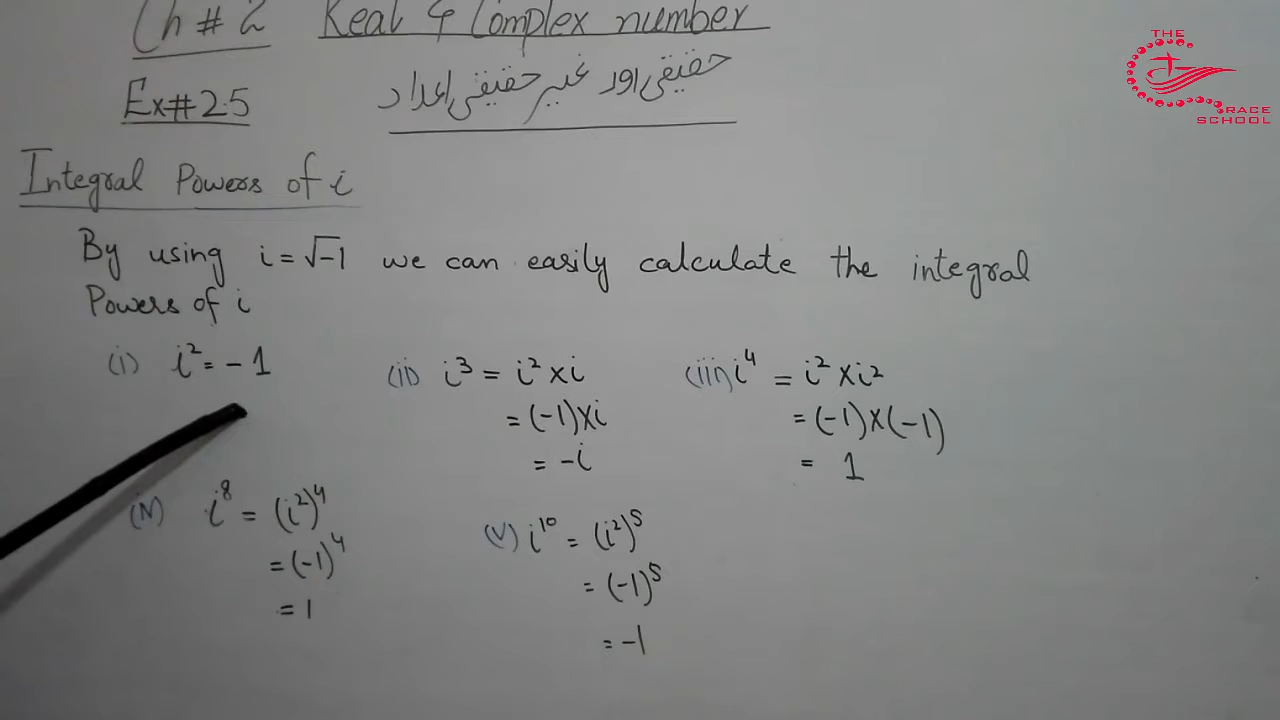 Ch # 2 Real & Complex number
Ex# 2.5 حقیقی اور غیر حقیقی اعداد
Integral Powers of i
By using i = √-1 we can easily calculate the integral
Powers of i
(i) i² = - 1
(ii) i³ = i² × i
= (-1) × i
= -i
(iii) i⁴ = i² × i²
= (-1) × (-1)
= 1
(iv) i⁸ = (i²)⁴
= (-1)⁴
= 1
(v) i¹⁰ = (i²)⁵
= (-1)⁵
= -1
THE
GRACE
SCHOOL